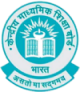 केन्द्रीय माध्यमिक शिक्षा बोर्ड
भारत
असतो मा सद्गमय